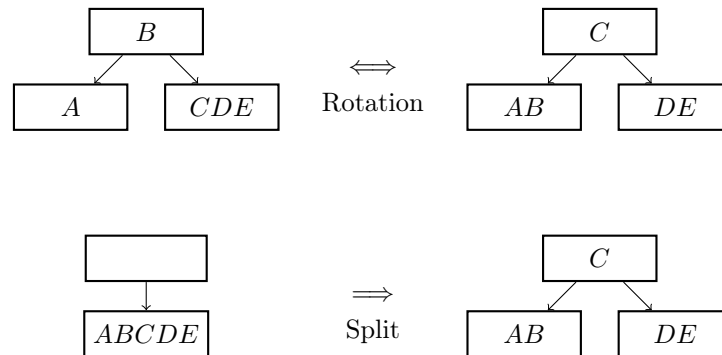 B C
A CDE ⟺ AB DE
Rotation
C
ABCDE ⟹ AB DE
Split